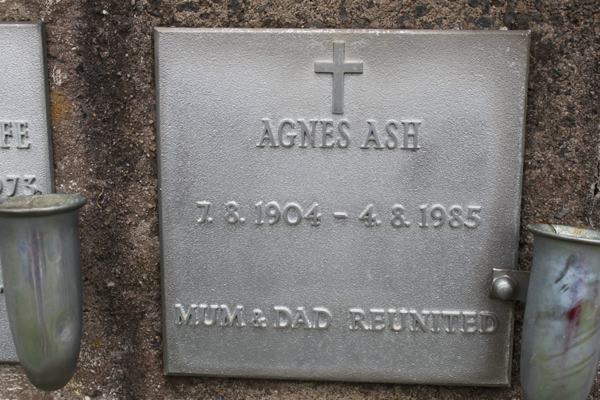 AGNES ASH
7. 8. 1904 - 4. 8. 1985
MUM & DAD REUNITED